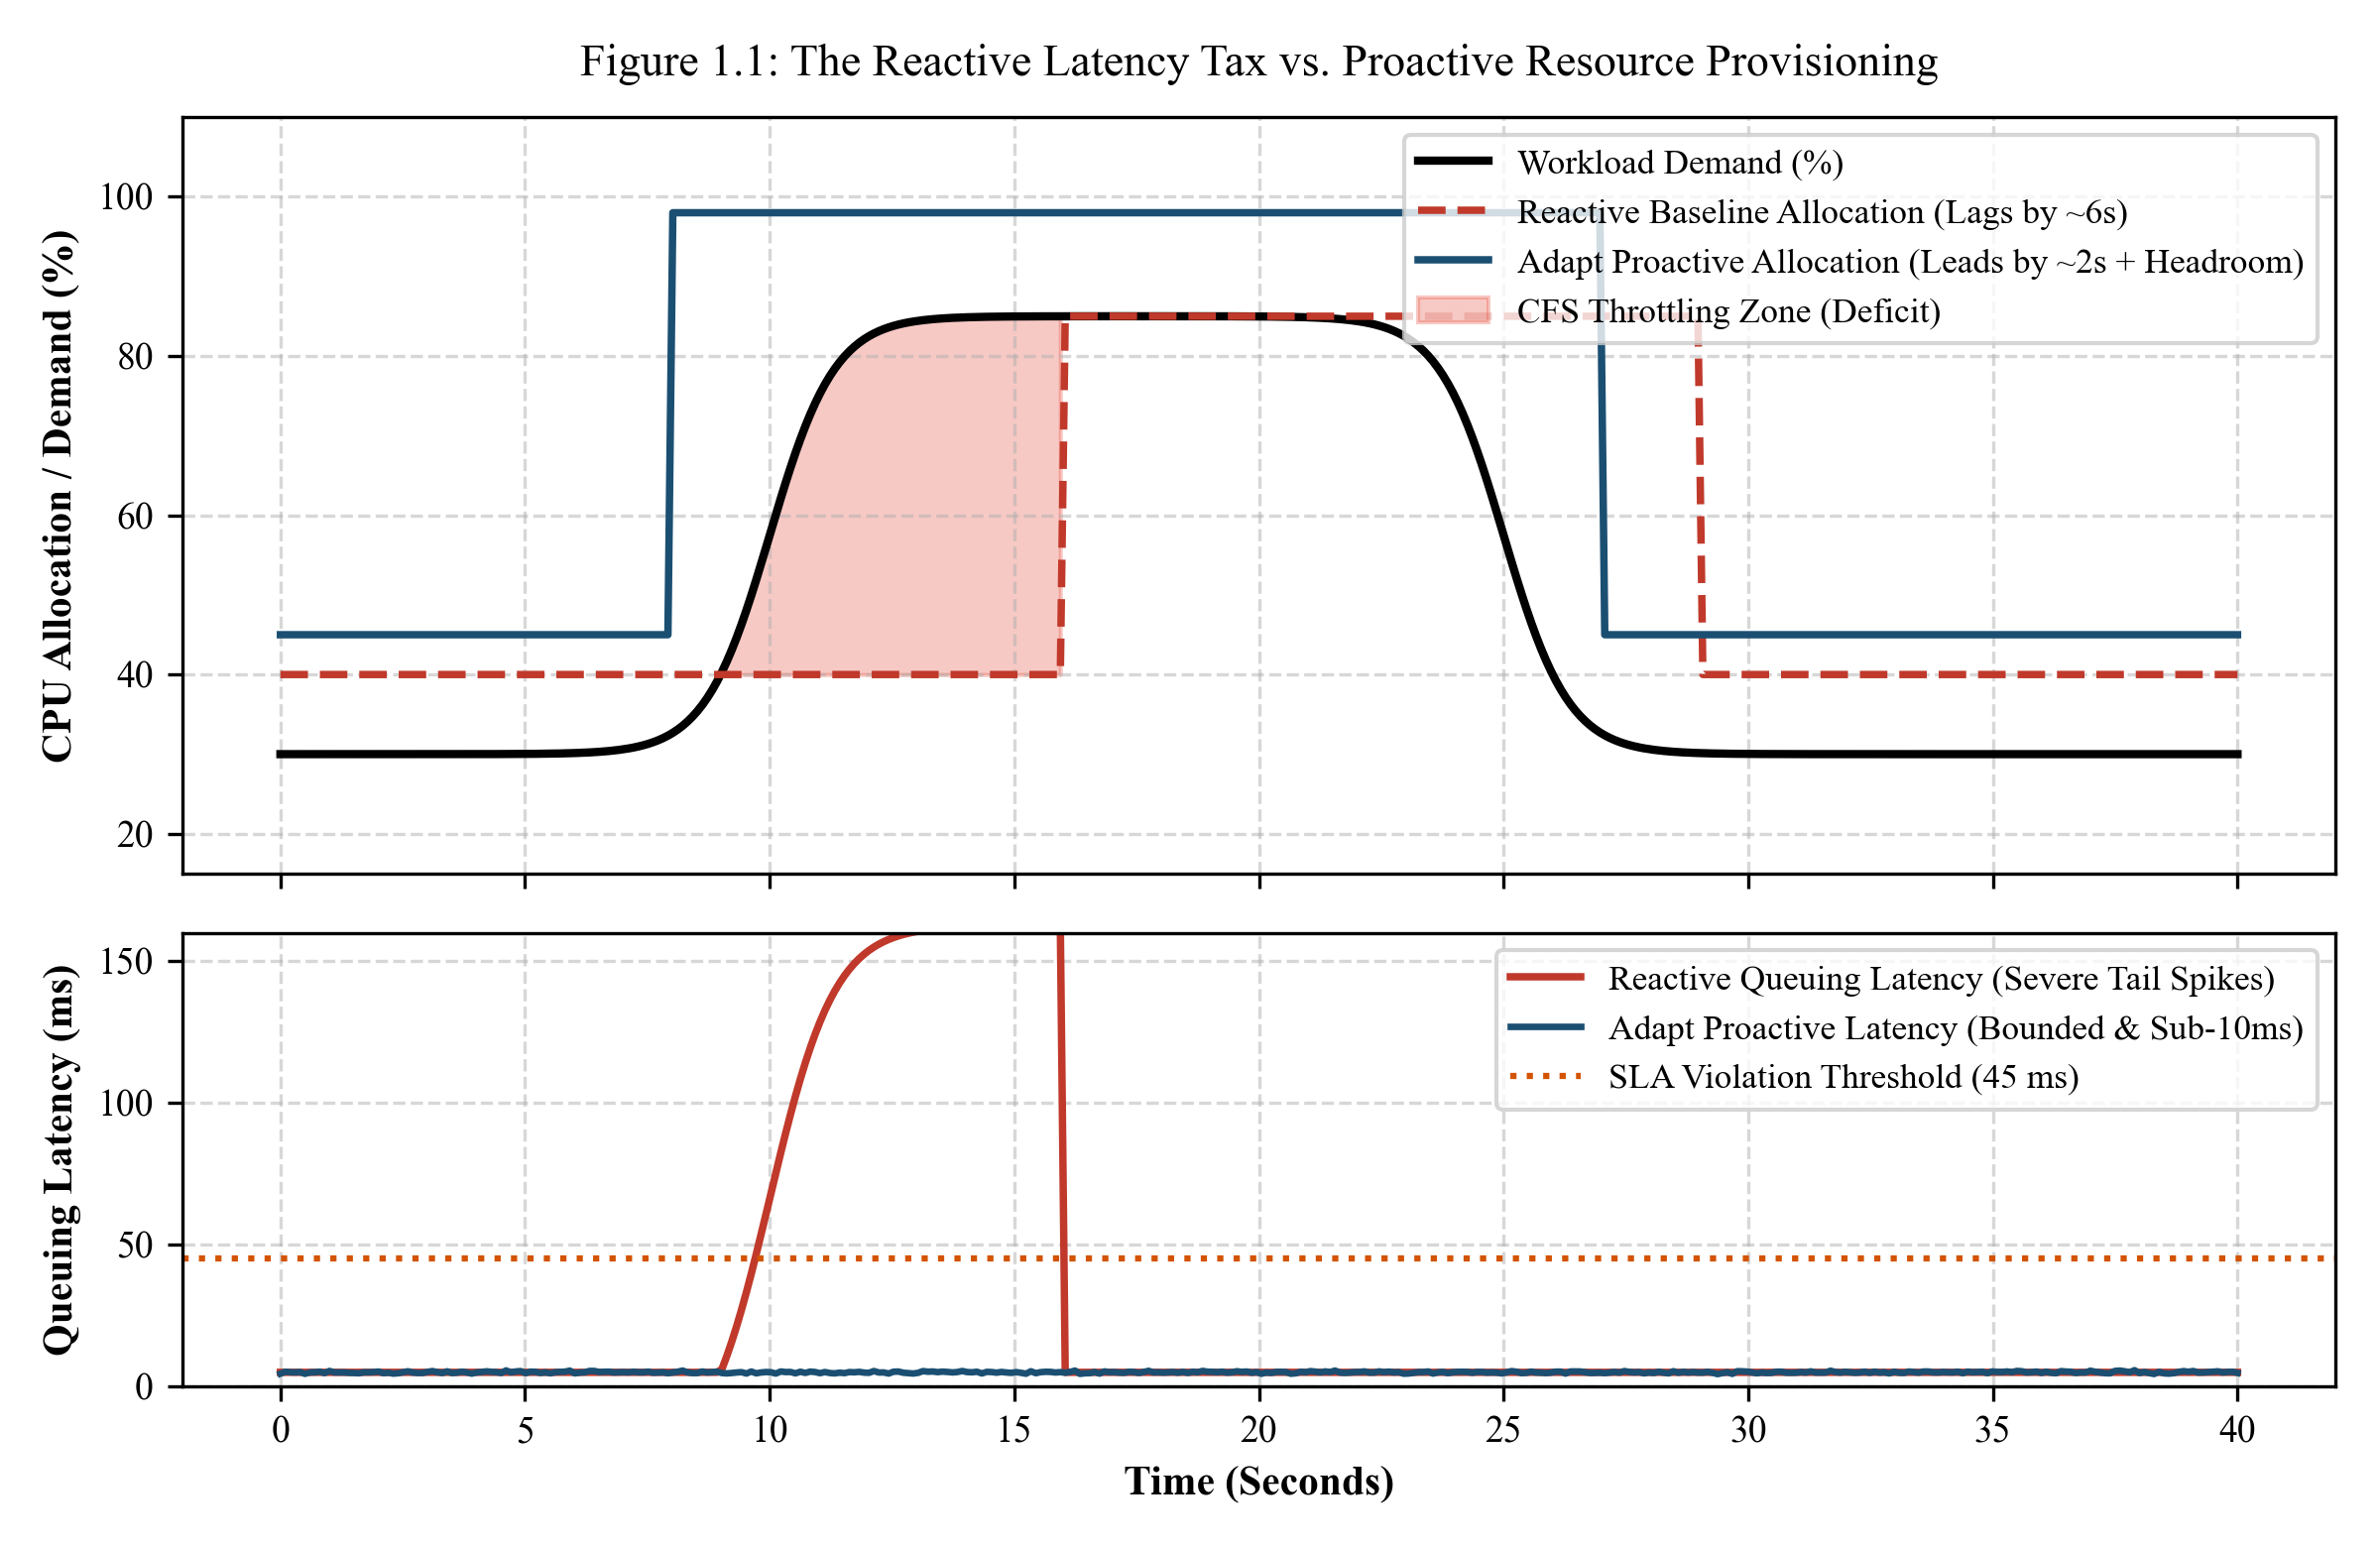 Figure 1.1: The Reactive Latency Tax vs. Proactive Resource Provisioning
CPU Allocation / Demand (%)
100
80
60
40
20
Workload Demand (%)
Reactive Baseline Allocation (Lags by ~6s)
Adapt Proactive Allocation (Leads by ~2s + Headroom)
CFS Throttling Zone (Deficit)
Queuing Latency (ms)
150
100
50
0
Reactive Queuing Latency (Severe Tail Spikes)
Adapt Proactive Latency (Bounded & Sub-10ms)
SLA Violation Threshold (45 ms)
0 5 10 15 20 25 30 35 40
Time (Seconds)